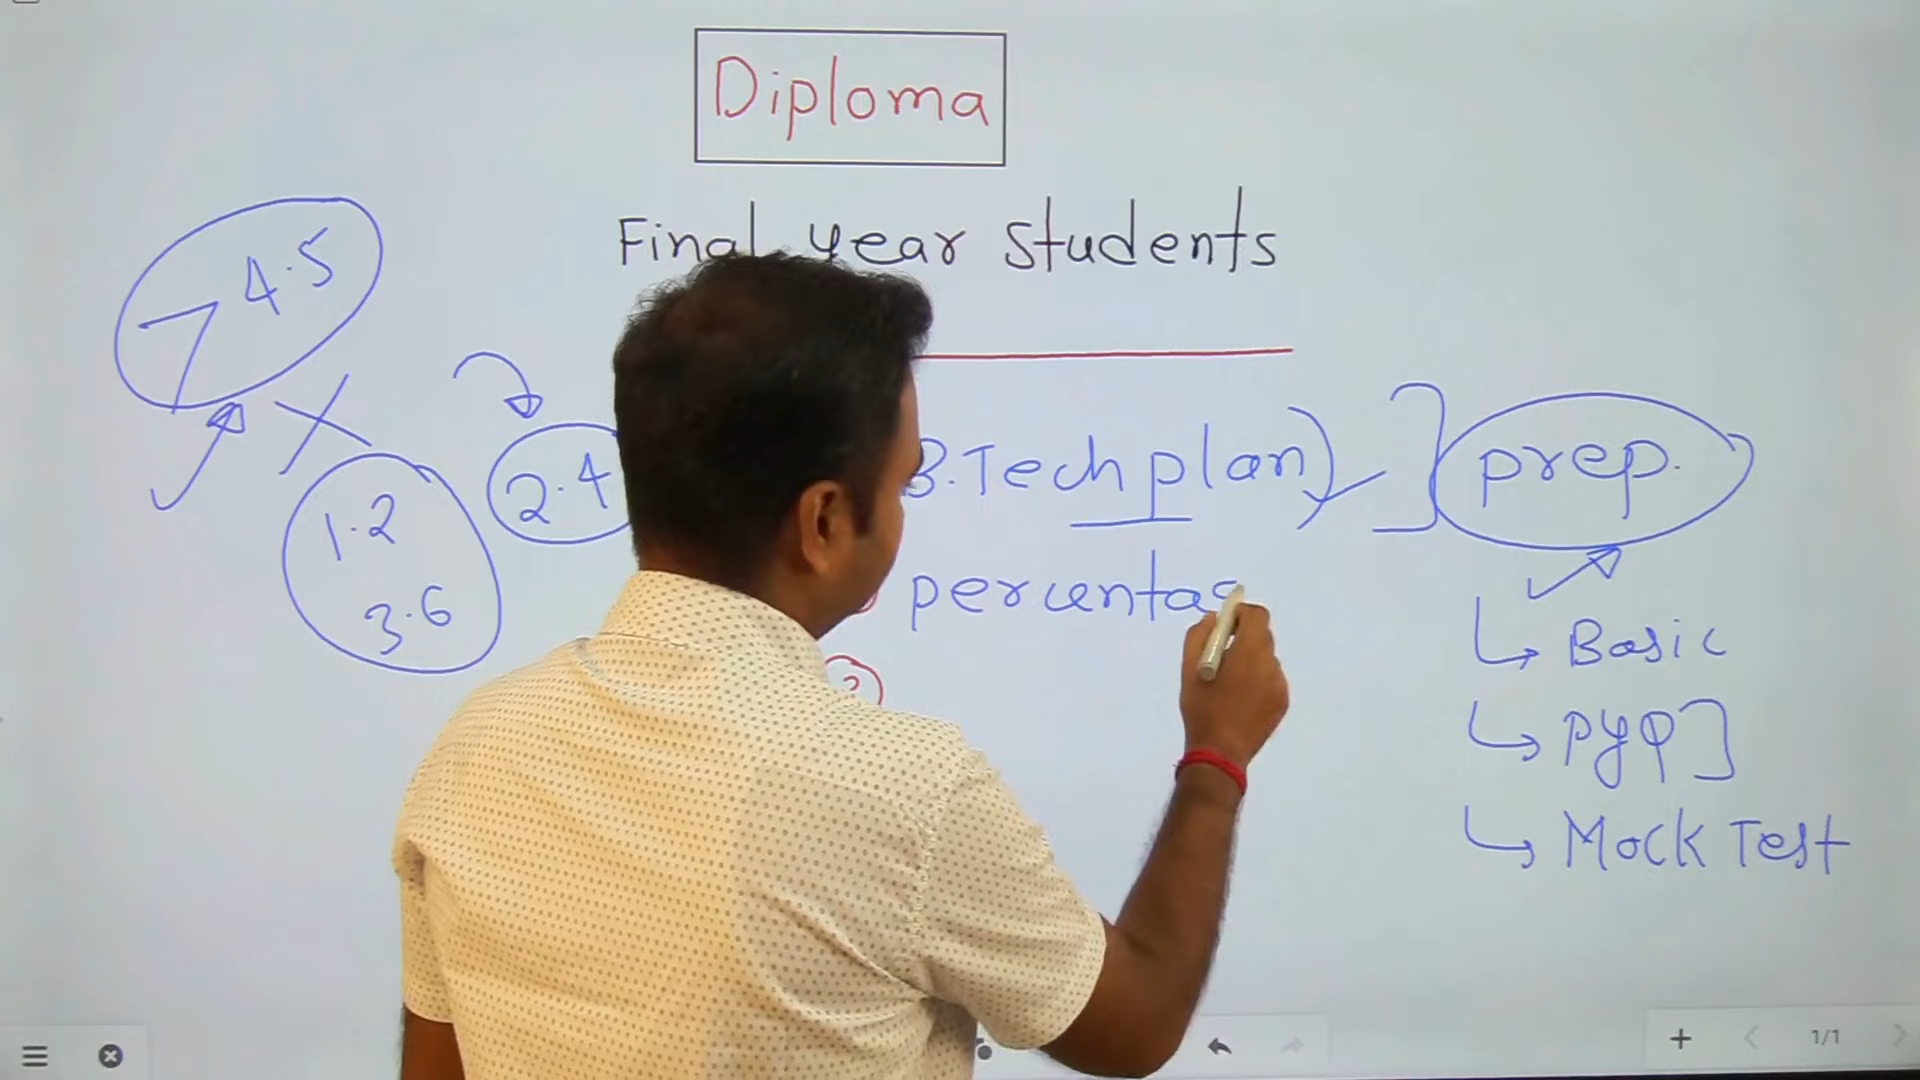 Diploma
Final year students
7 4.5
1.2
3.6
2.4
B.Tech plan)
percentag
2
prep.
Basic
PYQ]
Mock Test
1/1